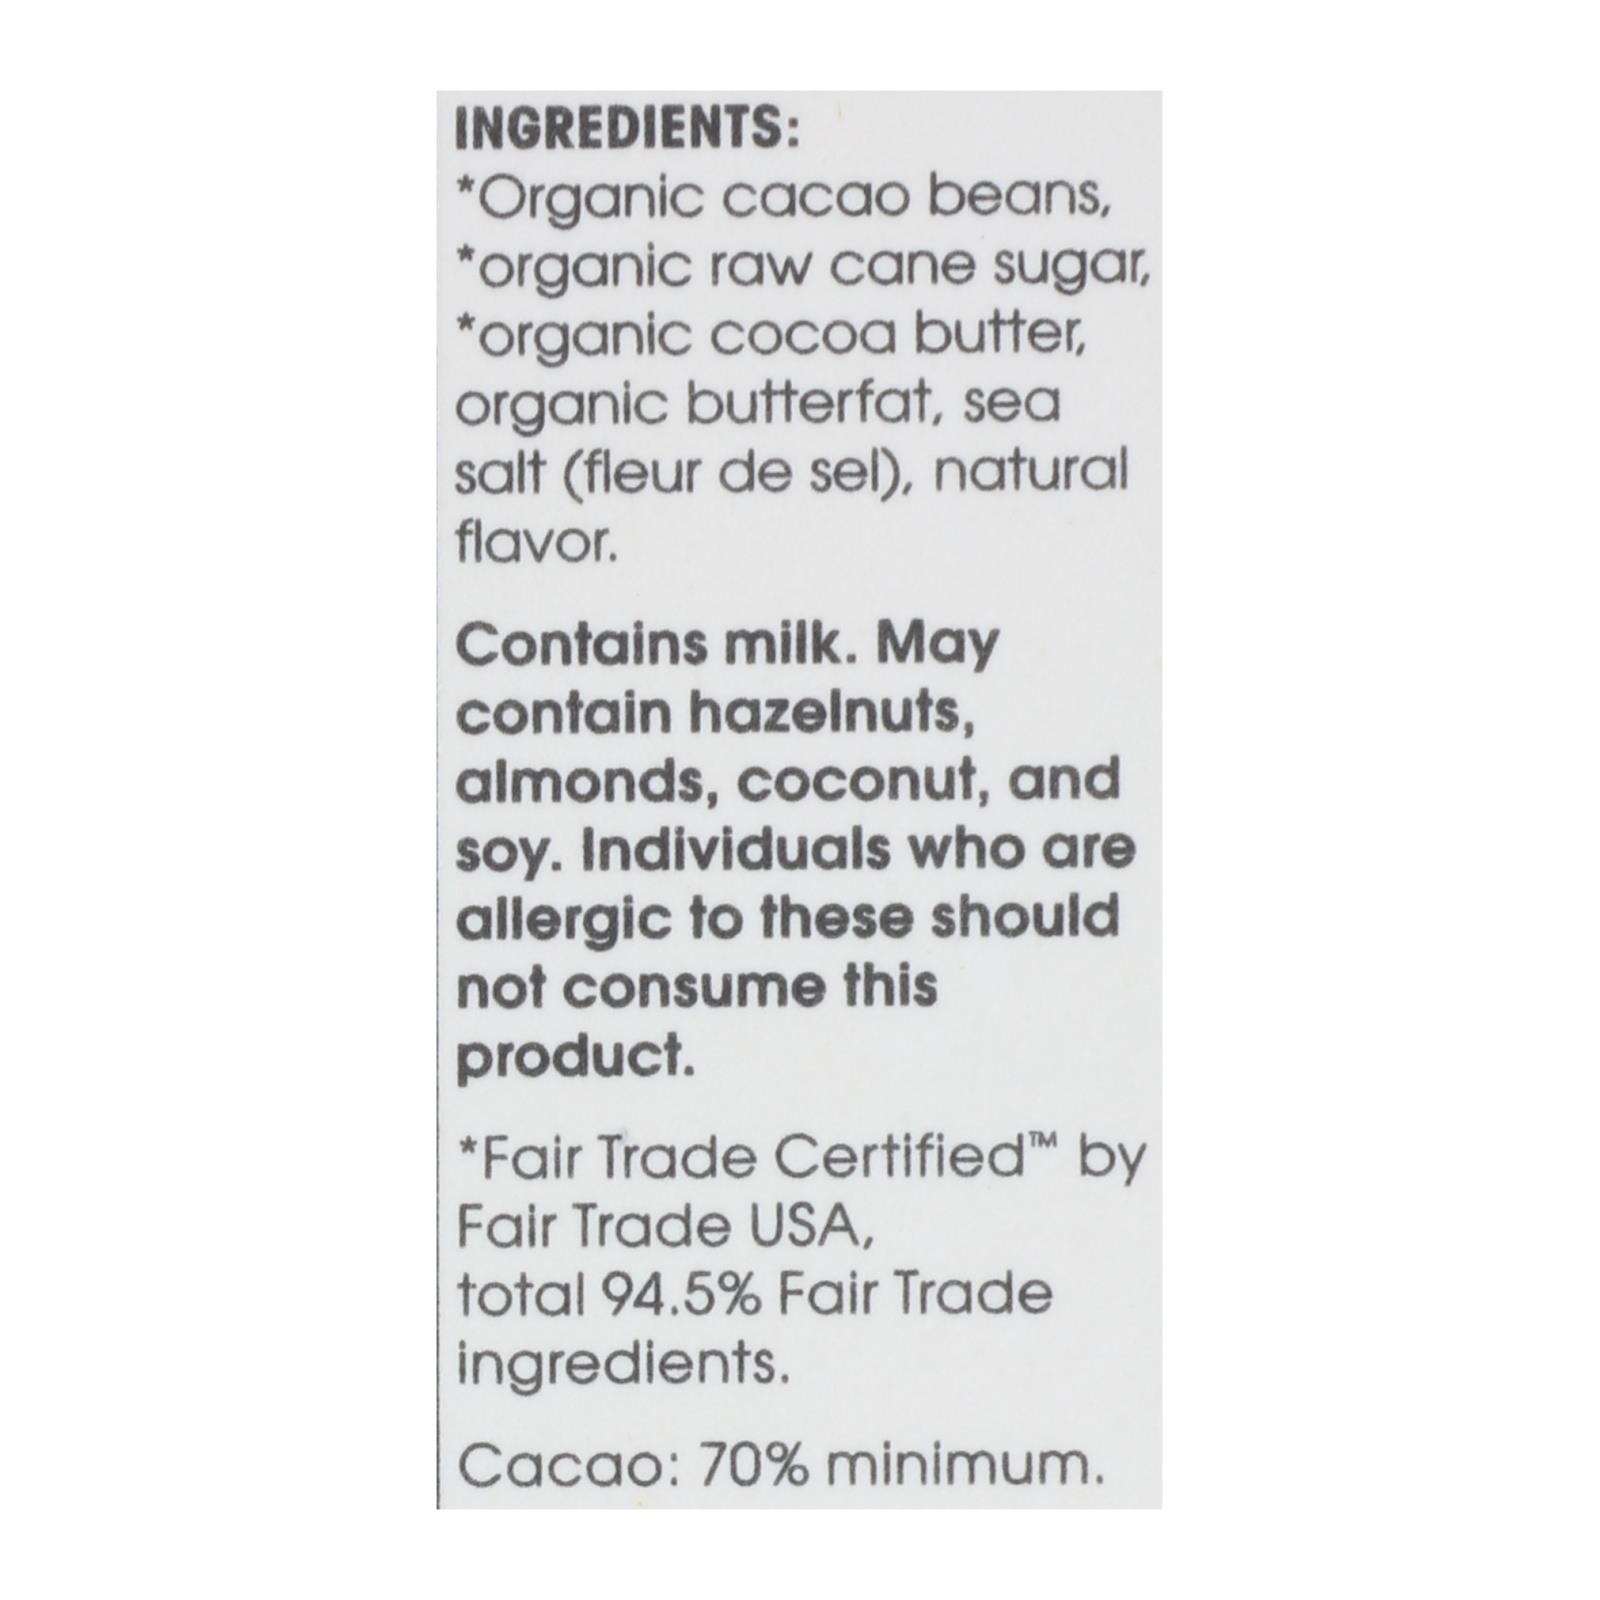 INGREDIENTS:
*Organic cacao beans,
*organic raw cane sugar,
*organic cocoa butter,
organic butterfat, sea
salt (fleur de sel), natural
flavor.
Contains milk. May
contain hazelnuts,
almonds, coconut, and
soy. Individuals who are
allergic to these should
not consume this
product.
*Fair Trade Certified™ by
Fair Trade USA,
total 94.5% Fair Trade
ingredients.
Cacao: 70% minimum.